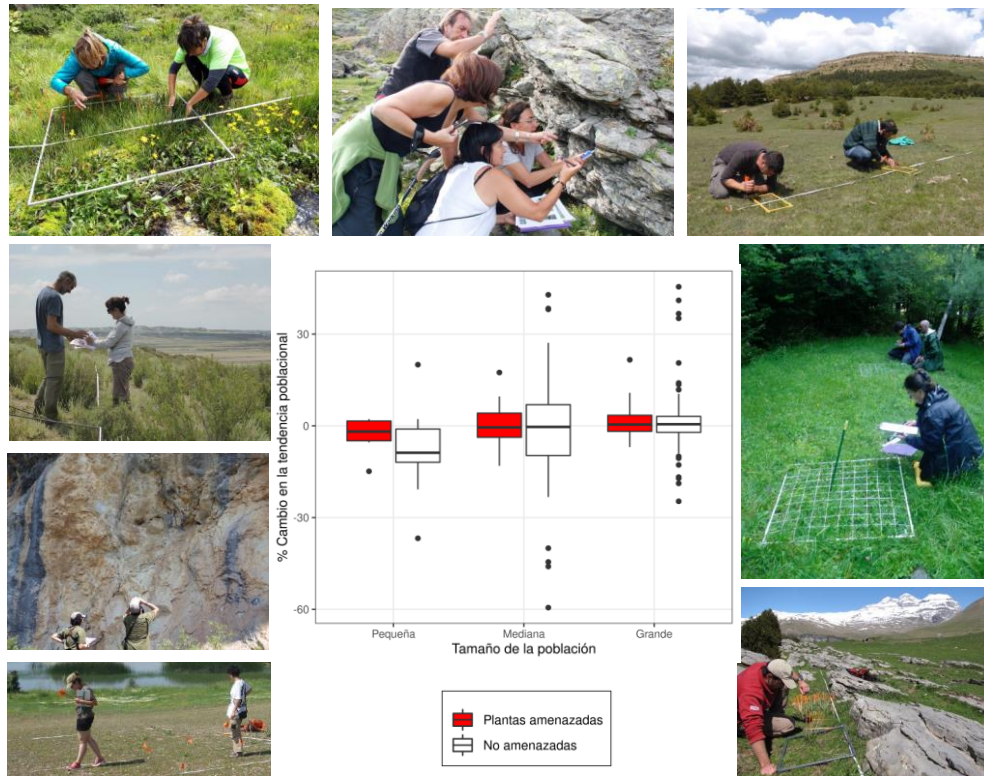 % Cambio en la tendencia poblacional
30
0
-30
-60
Pequeña
Mediana
Grande
Tamaño de la población
Plantas amenazadas
No amenazadas